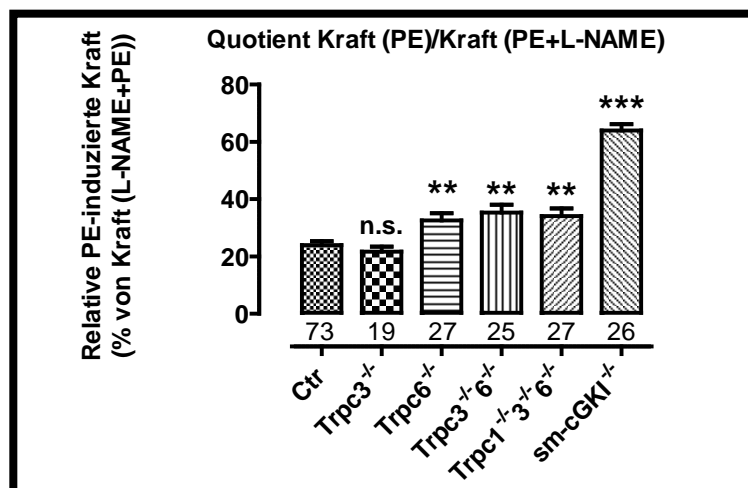 Quotient Kraft (PE)/Kraft (PE+L-NAME)
Relative PE-induzierte Kraft
(% von Kraft (L-NAME+PE))
80
60
40
20
0
n.s.
**
**
**
***
73 19 27 25 27 26
Ctr
Trpc3-/-
Trpc6-/-
Trpc3-/-6-/-
Trpc1-/-3-/-6-/-
sm-cGKI-/-